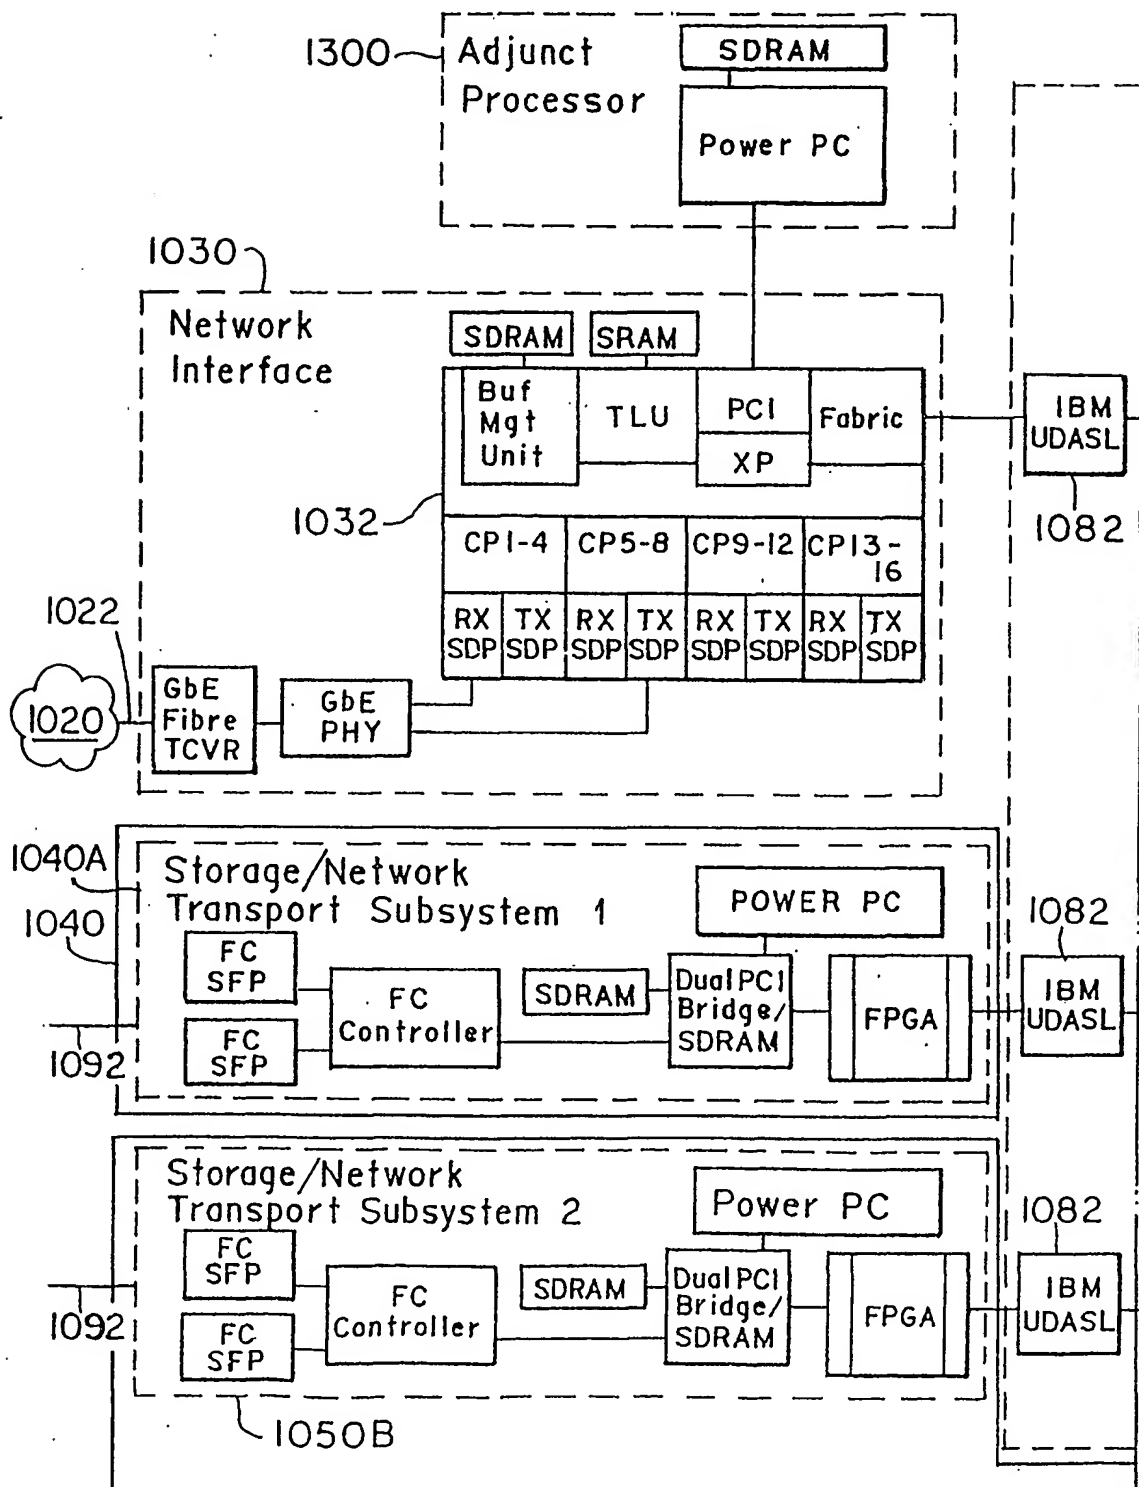 1300
Adjunct
Processor
SDRAM
Power PC
1030
Network
Interface
SDRAM
SRAM
Buf
Mgt
Unit
TLU
PCI
XP
Fabric
IBM
UDASL
1082
1032
CP1-4
CP5-8
CP9-12
CP13-
16
RX
SDP
TX
SDP
RX
SDP
TX
SDP
RX
SDP
TX
SDP
RX
SDP
TX
SDP
1022
1020
GbE
Fibre
TCVR
GbE
PHY
1040A
1040
Storage/Network
Transport Subsystem 1
POWER PC
FC
SFP
FC
SFP
FC
Controller
SDRAM
Dual PCI
Bridge/
SDRAM
FPGA
1082
IBM
UDASL
1092
Storage/Network
Transport Subsystem 2
Power PC
FC
SFP
FC
SFP
FC
Controller
SDRAM
Dual PCI
Bridge/
SDRAM
FPGA
1082
IBM
UDASL
1092
1050B